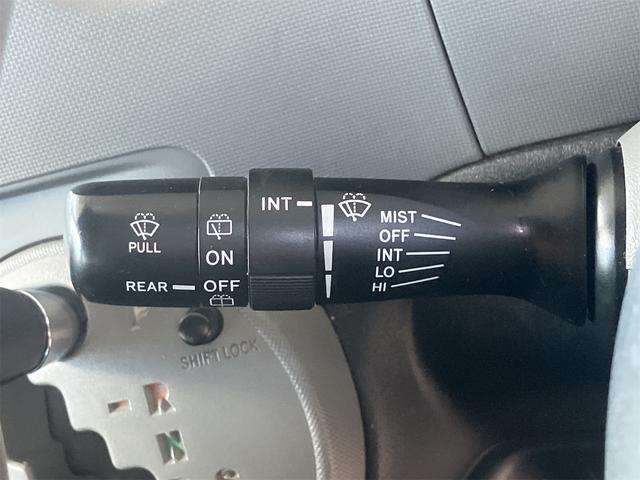 INT
MIST
OFF
INT
LO
HI
PULL
ON
REAR OFF
SHIFT LOCK
R
N